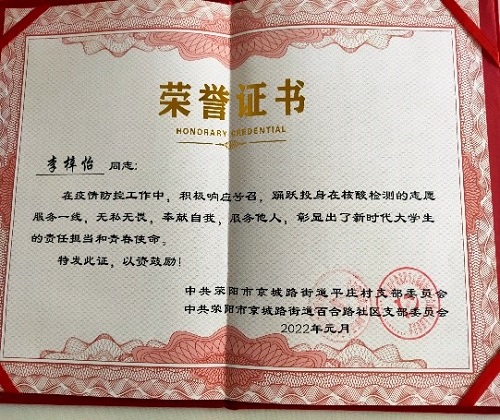 荣誉证书
HONORARY CREDENTIAL
李梓怡 同志:
在疫情防控工作中，积极响应号召，踊跃投身在核酸检测的志愿
服务一线，无私无畏，奉献自我，服务他人，彰显出了新时代大学生
的责任担当和青春使命。
特发此证，以资鼓励！
中共荥阳市京城路街道平庄村支部委员会
中共荥阳市京城路街道百合路社区支部委员会
2022年元月